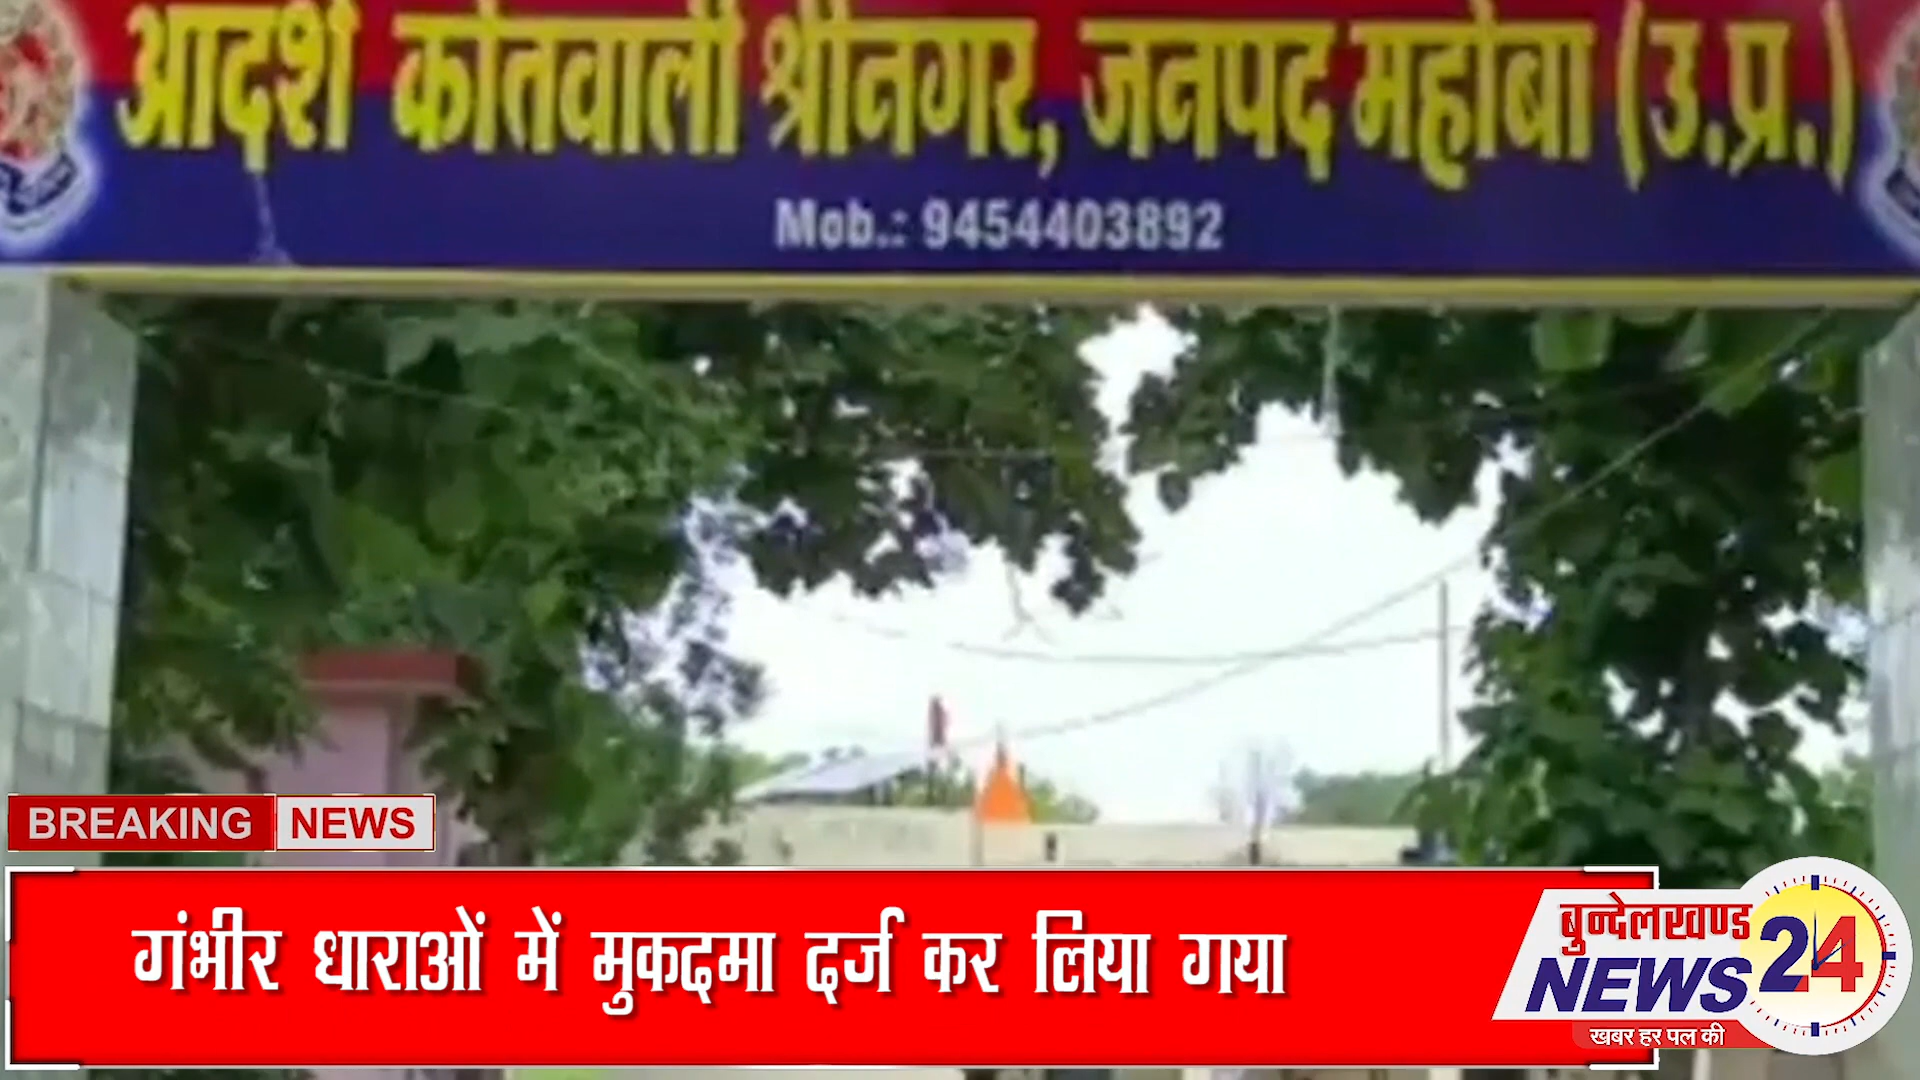 आदर्श कोतवाली श्रीनगर, जनपद महोबा (उ.प्र.)
Mob.: 9454403892
BREAKING NEWS
गंभीर धाराओं में मुकदमा दर्ज कर लिया गया
बुन्देलखण्ड
NEWS 24
खबर हर पल की